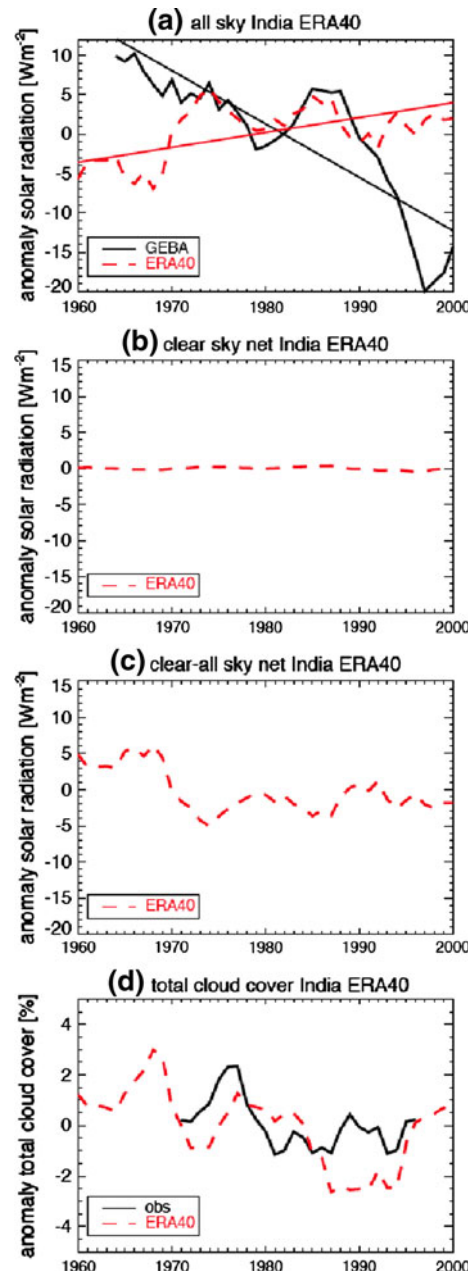 (a) all sky India ERA40
anomaly solar radiation [Wm-2]
10
5
0
-5
-10
-15
-20
GEBA
ERA40
1960 1970 1980 1990 2000
(b) clear sky net India ERA40
anomaly solar radiation [Wm-2]
15
10
5
0
-5
-10
-15
-20
ERA40
1960 1970 1980 1990 2000
(c) clear-all sky net India ERA40
anomaly solar radiation [Wm-2]
15
10
5
0
-5
-10
-15
-20
ERA40
1960 1970 1980 1990 2000
(d) total cloud cover India ERA40
anomaly total cloud cover [%]
4
2
0
-2
-4
obs
ERA40
1960 1970 1980 1990 2000